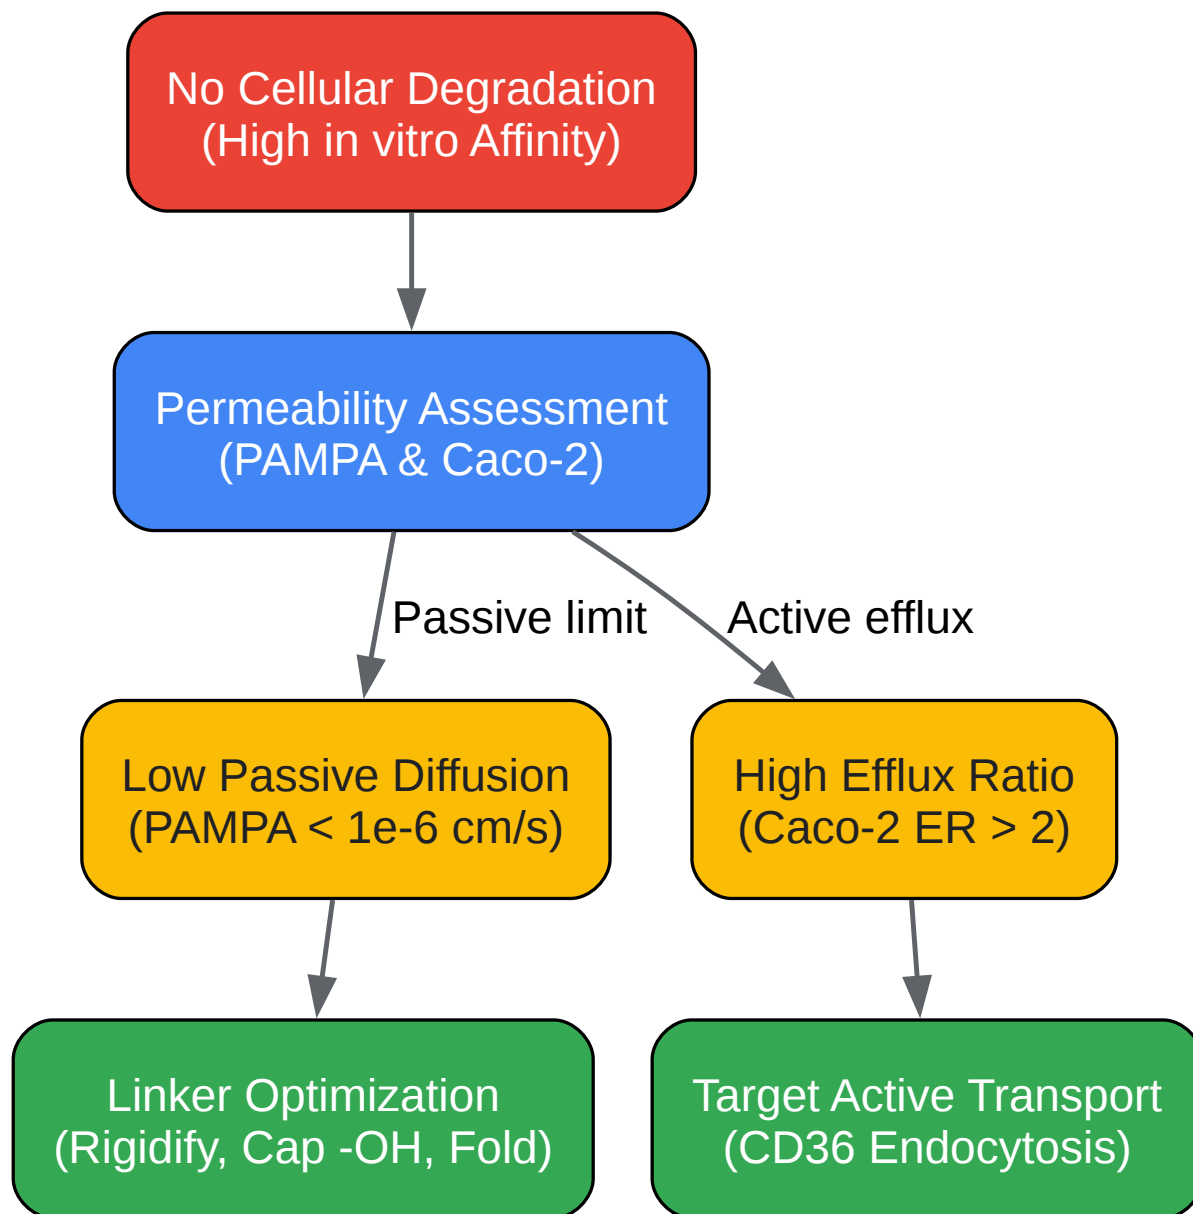 No Cellular Degradation
(High in vitro Affinity)
Permeability Assessment
(PAMPA & Caco-2)
Passive limit
Active efflux
Low Passive Diffusion
(PAMPA < 1e-6 cm/s)
High Efflux Ratio
(Caco-2 ER > 2)
Linker Optimization
(Rigidify, Cap -OH, Fold)
Target Active Transport
(CD36 Endocytosis)